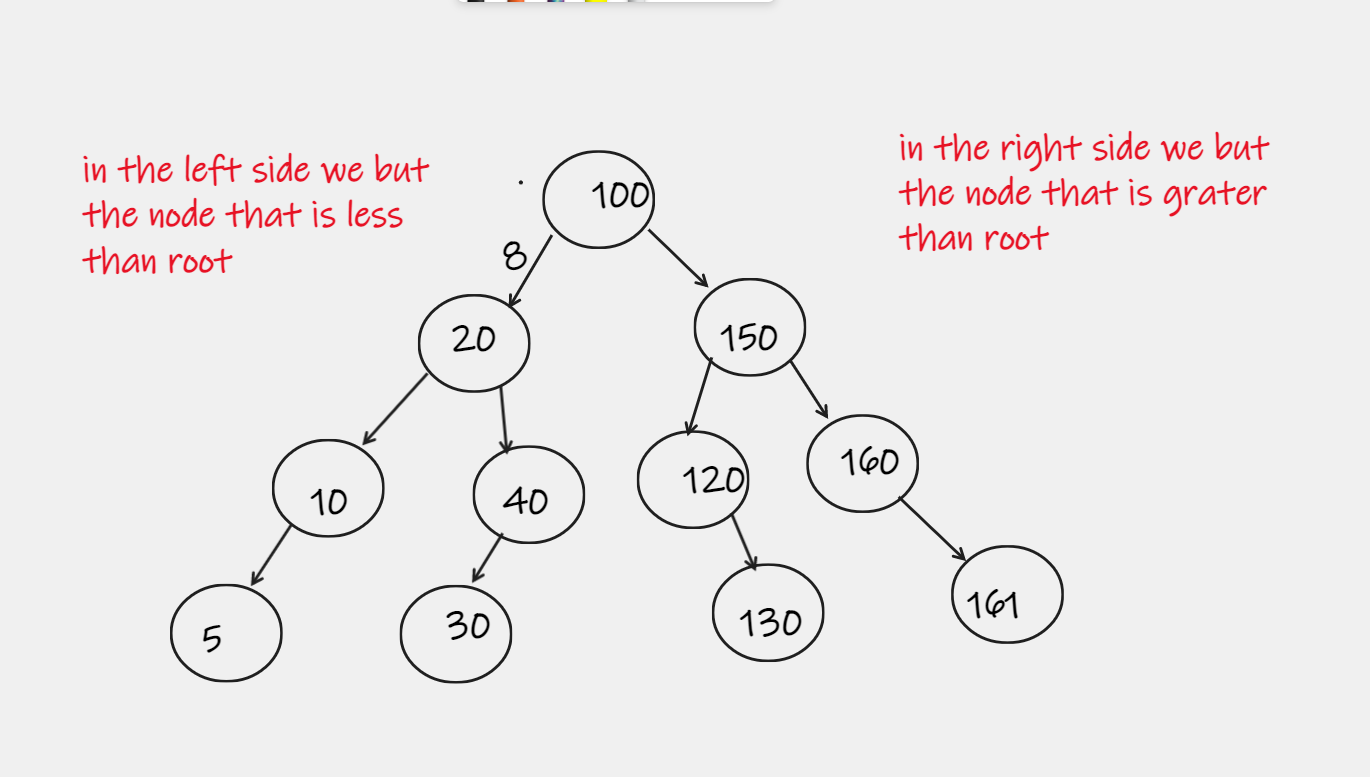 in the left side we but
the node that is less
than root
in the right side we but
the node that is grater
than root
100
8
20
150
10
40
120
160
5
30
130
161